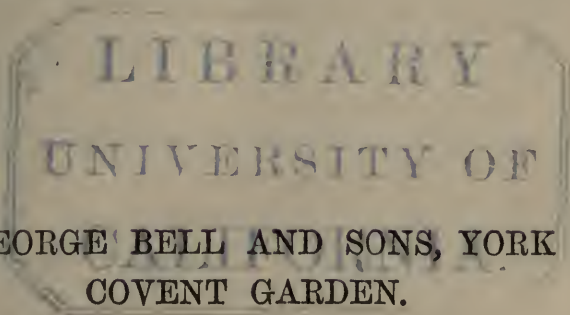 LIBRARY
UNIVERSITY OF
EORGE BELL AND SONS, YORK
COVENT GARDEN.